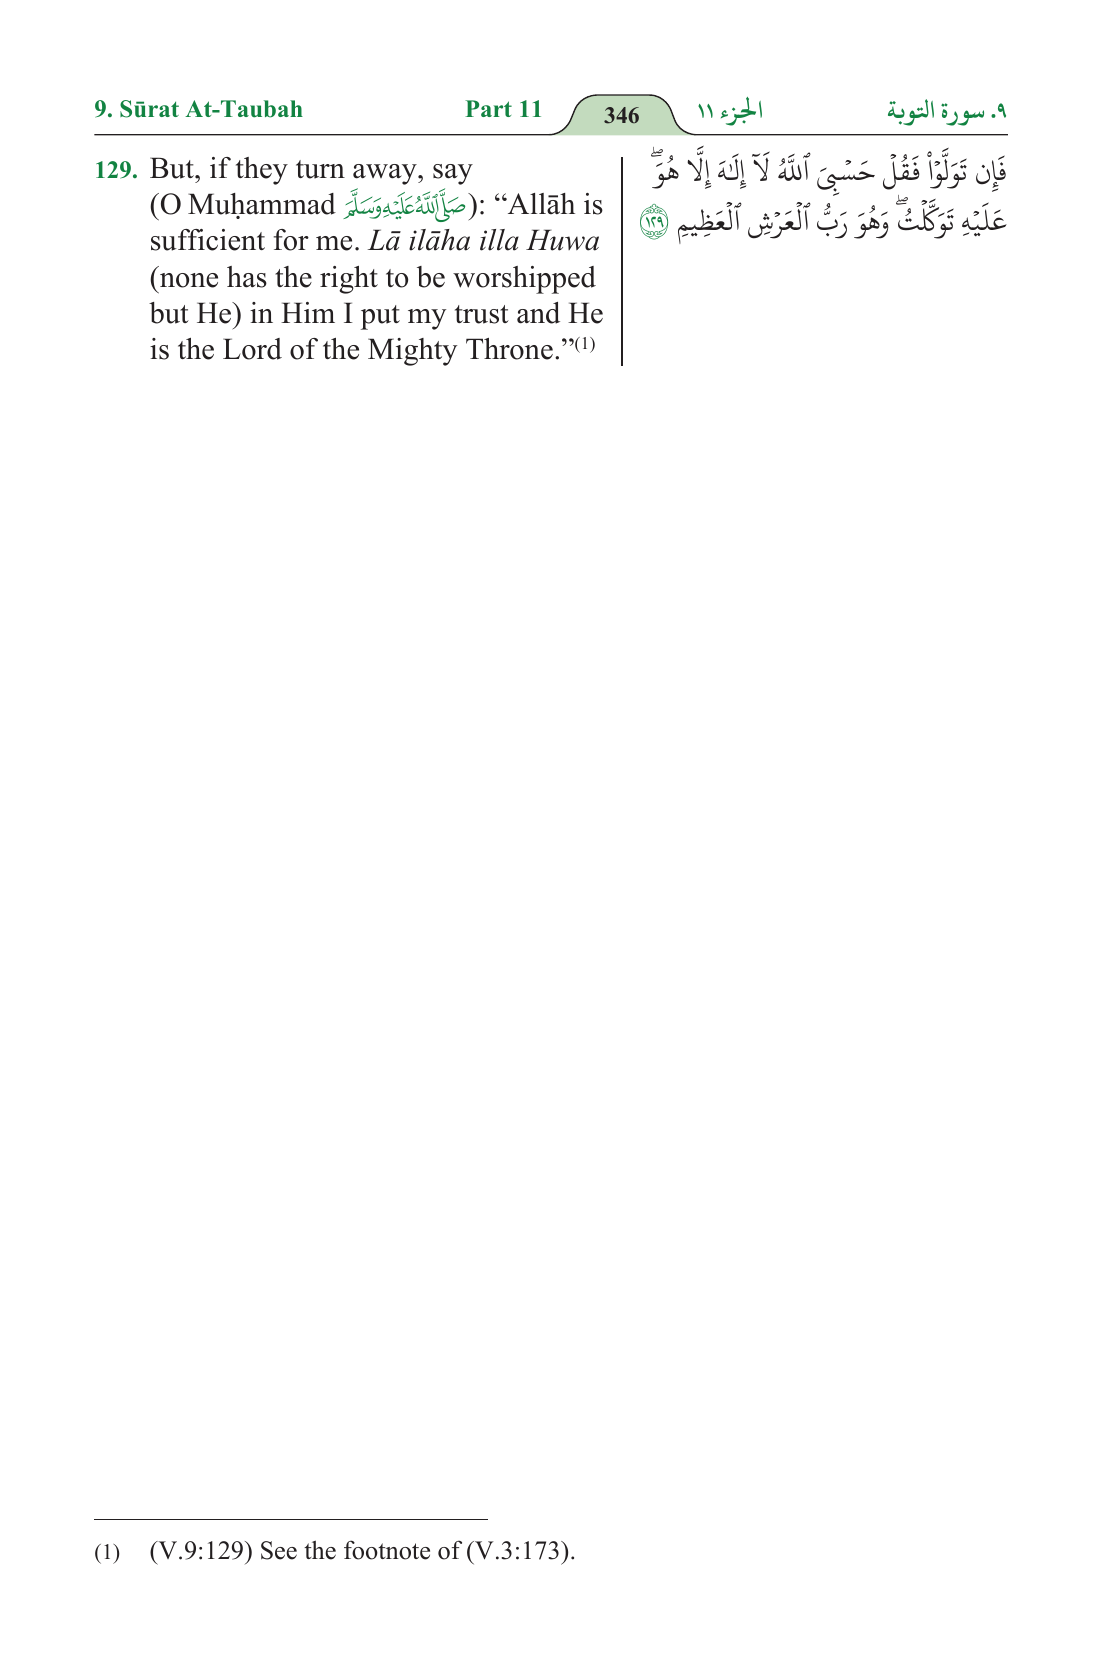 9. Sūrat At-Taubah Part 11 346 الجزء ١١ ٩. سورة التوبة
129. But, if they turn away, say
(O Muḥammad صَلَّى ٱللَّهُ عَلَيْهِ وَسَلَّمَ): “Allāh is
sufficient for me. Lā ilāha illa Huwa
(none has the right to be worshipped
but He) in Him I put my trust and He
is the Lord of the Mighty Throne.”(1)
فَإِن تَوَلَّوۡاْ فَقُلۡ حَسۡبِيَ ٱللَّهُ لَآ إِلَٰهَ إِلَّا هُوَۖ
عَلَيۡهِ تَوَكَّلۡتُۖ وَهُوَ رَبُّ ٱلۡعَرۡشِ ٱلۡعَظِيمِ ١٢٩
(1) (V.9:129) See the footnote of (V.3:173).